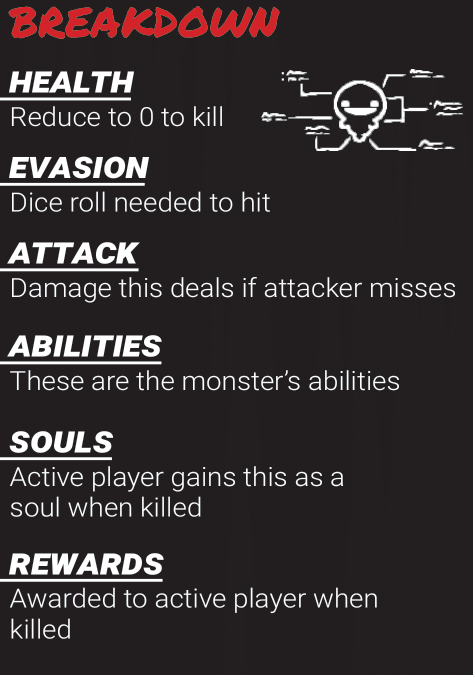 BREAKDOWN
HEALTH
Reduce to 0 to kill
EVASION
Dice roll needed to hit
ATTACK
Damage this deals if attacker misses
ABILITIES
These are the monster’s abilities
SOULS
Active player gains this as a
soul when killed
REWARDS
Awarded to active player when
killed